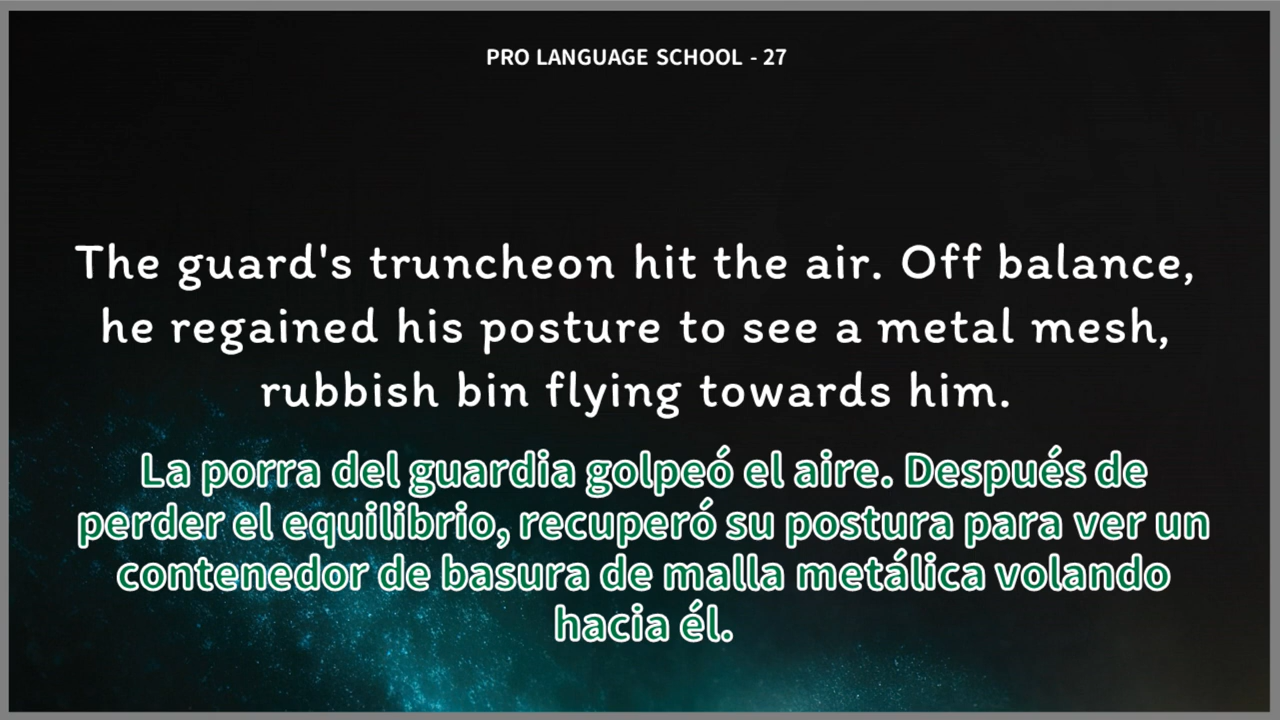 PRO LANGUAGE SCHOOL - 27
The guard's truncheon hit the air. Off balance,
he regained his posture to see a metal mesh,
rubbish bin flying towards him.
La porra del guardia golpeó el aire. Después de
perder el equilibrio, recuperó su postura para ver un
contenedor de basura de malla metálica volando
hacia él.